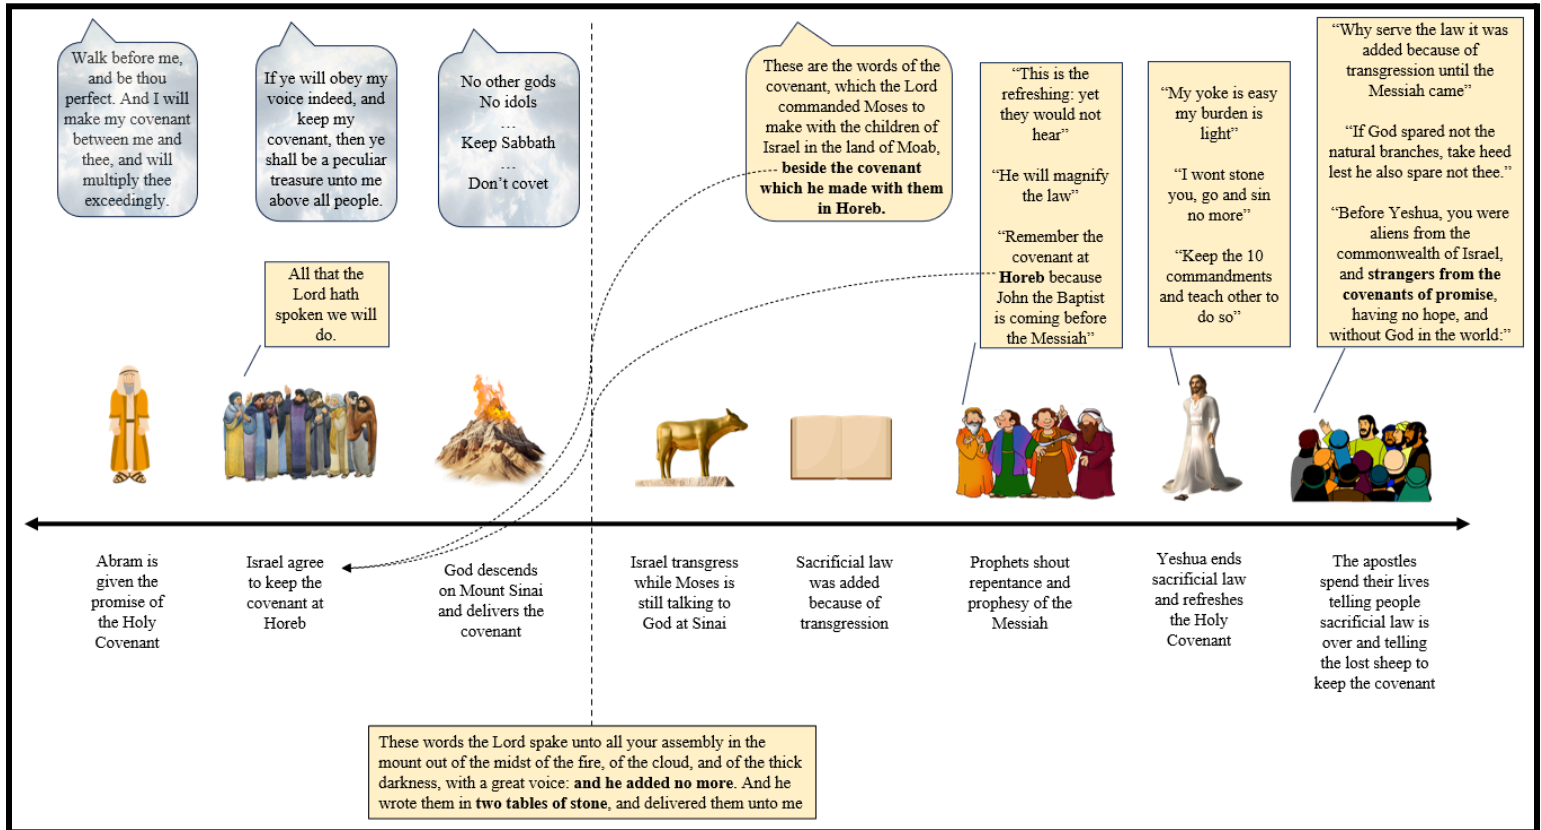 Walk before me,
and be thou
perfect. And I will
make my covenant
between me and
thee, and will
multiply thee
exceedingly.
If ye will obey my
voice indeed, and
keep my
covenant, then ye
shall be a peculiar
treasure unto me
above all people.
No other gods
No idols
…
Keep Sabbath
…
Don’t covet
These are the words of the
covenant, which the Lord
commanded Moses to
make with the children of
Israel in the land of Moab,
beside the covenant
which he made with them
in Horeb.
“This is the
refreshing: yet
they would not
hear”
“He will magnify
the law”
“Remember the
covenant at
Horeb because
John the Baptist
is coming before
the Messiah”
“My yoke is easy
my burden is
light”
“I wont stone
you, go and sin
no more”
“Keep the 10
commandments
and teach other to
do so”
“Why serve the law it was
added because of
transgression until the
Messiah came”
“If God spared not the
natural branches, take heed
lest he also spare not thee.”
“Before Yeshua, you were
aliens from the
commonwealth of Israel,
and strangers from the
covenants of promise,
having no hope, and
without God in the world:”
All that the
Lord hath
spoken we will
do.
Abram is
given the
promise of
the Holy
Covenant
Israel agree
to keep the
covenant at
Horeb
God descends
on Mount Sinai
and delivers the
covenant
Israel transgress
while Moses is
still talking to
God at Sinai
Sacrificial law
was added
because of
transgression
Prophets shout
repentance and
prophesy of the
Messiah
Yeshua ends
sacrificial law
and refreshes
the Holy
Covenant
The apostles
spend their lives
telling people
sacrificial law is
over and telling
the lost sheep to
keep the covenant
These words the Lord spake unto all your assembly in the
mount out of the midst of the fire, of the cloud, and of the thick
darkness, with a great voice: and he added no more. And he
wrote them in two tables of stone, and delivered them unto me